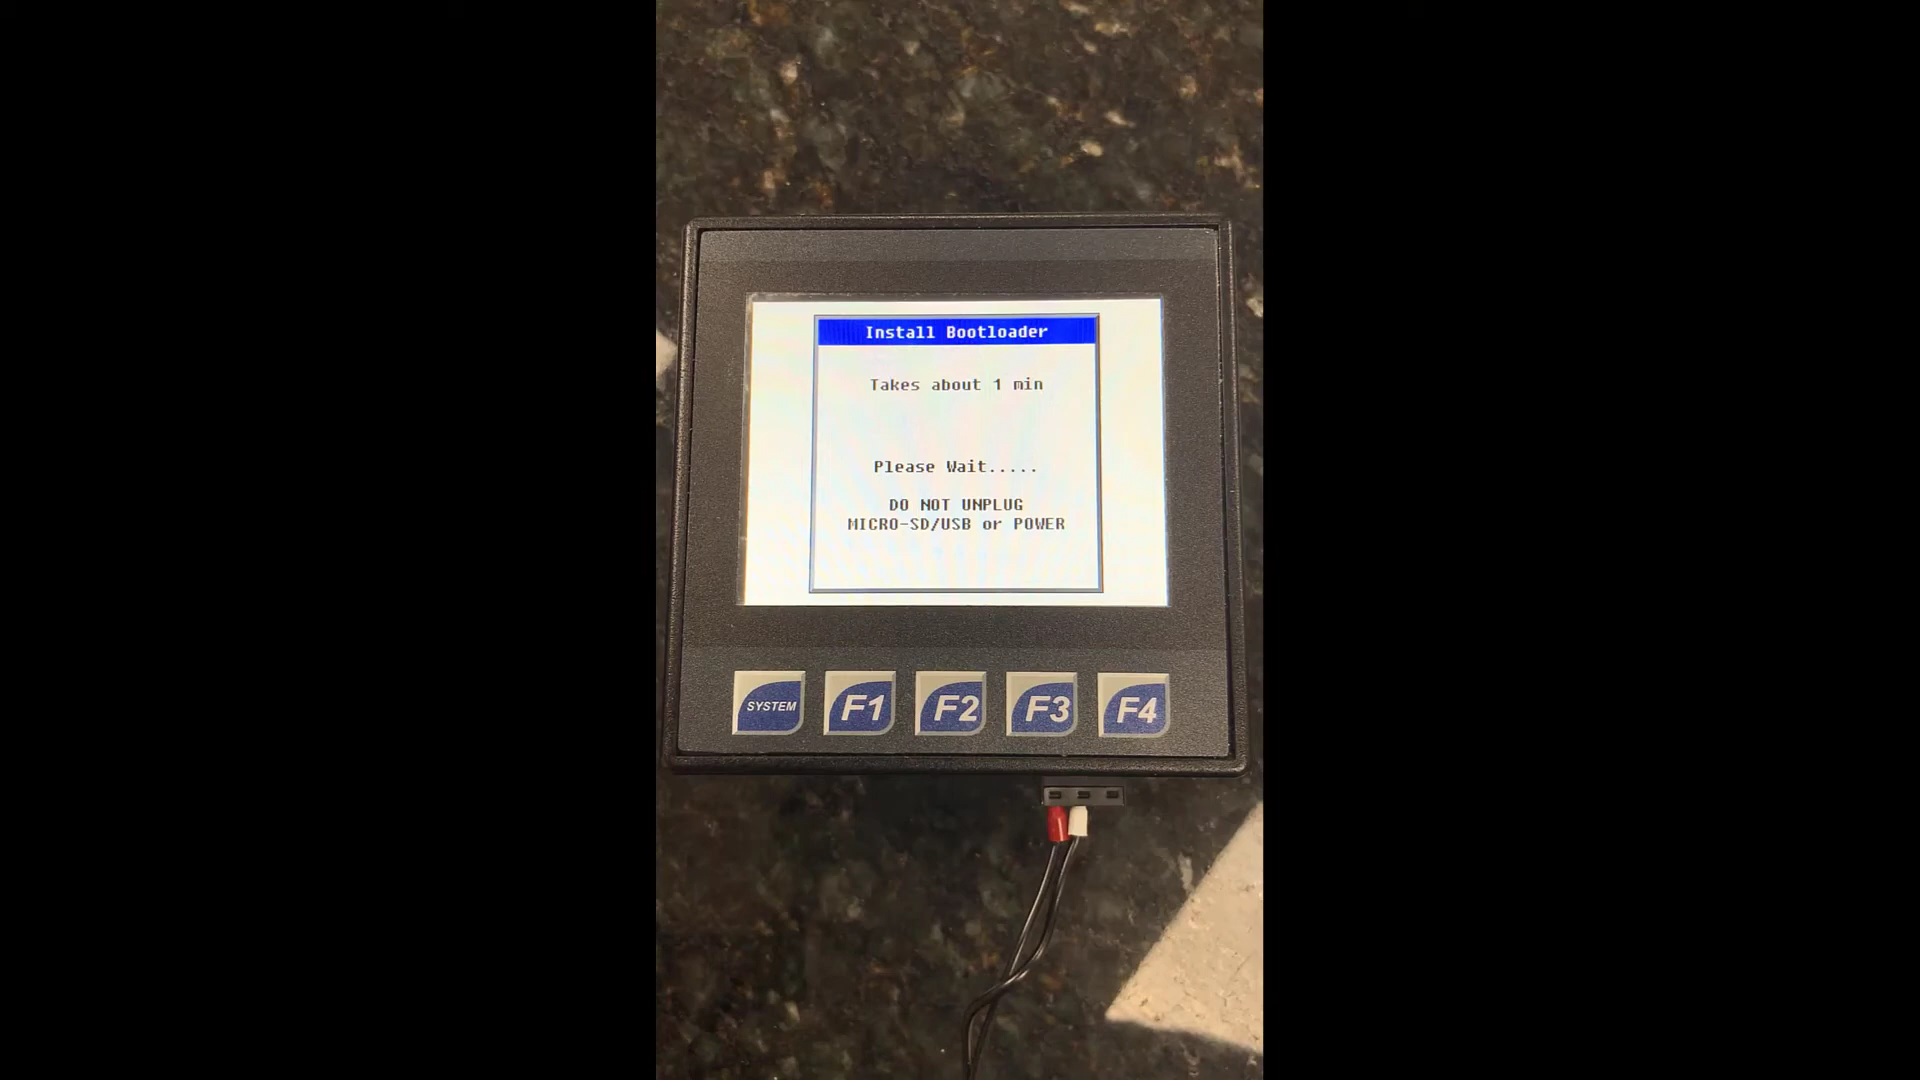 Install Bootloader
Takes about 1 min
Please Wait.....
DO NOT UNPLUG
MICRO-SD/USB or POWER
SYSTEM F1 F2 F3 F4